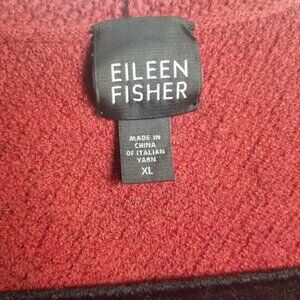 EILEEN
FISHER
MADE IN
CHINA
OF ITALIAN
YARN
XL